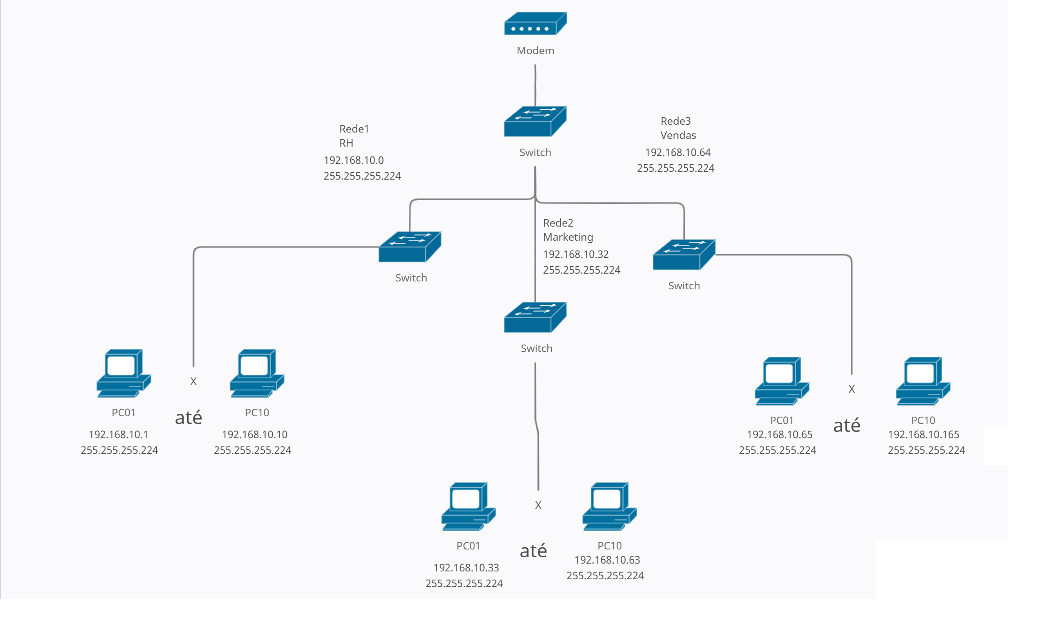 Modem
Switch
Rede1
RH
192.168.10.0
255.255.255.224
Rede3
Vendas
192.168.10.64
255.255.255.224
Rede2
Marketing
192.168.10.32
255.255.255.224
Switch
Switch
Switch
X
PC01
192.168.10.1
255.255.255.224
até
PC10
192.168.10.10
255.255.255.224
X
PC01
192.168.10.65
255.255.255.224
até
PC10
192.168.10.165
255.255.255.224
X
PC01
192.168.10.33
255.255.255.224
até
PC10
192.168.10.63
255.255.255.224